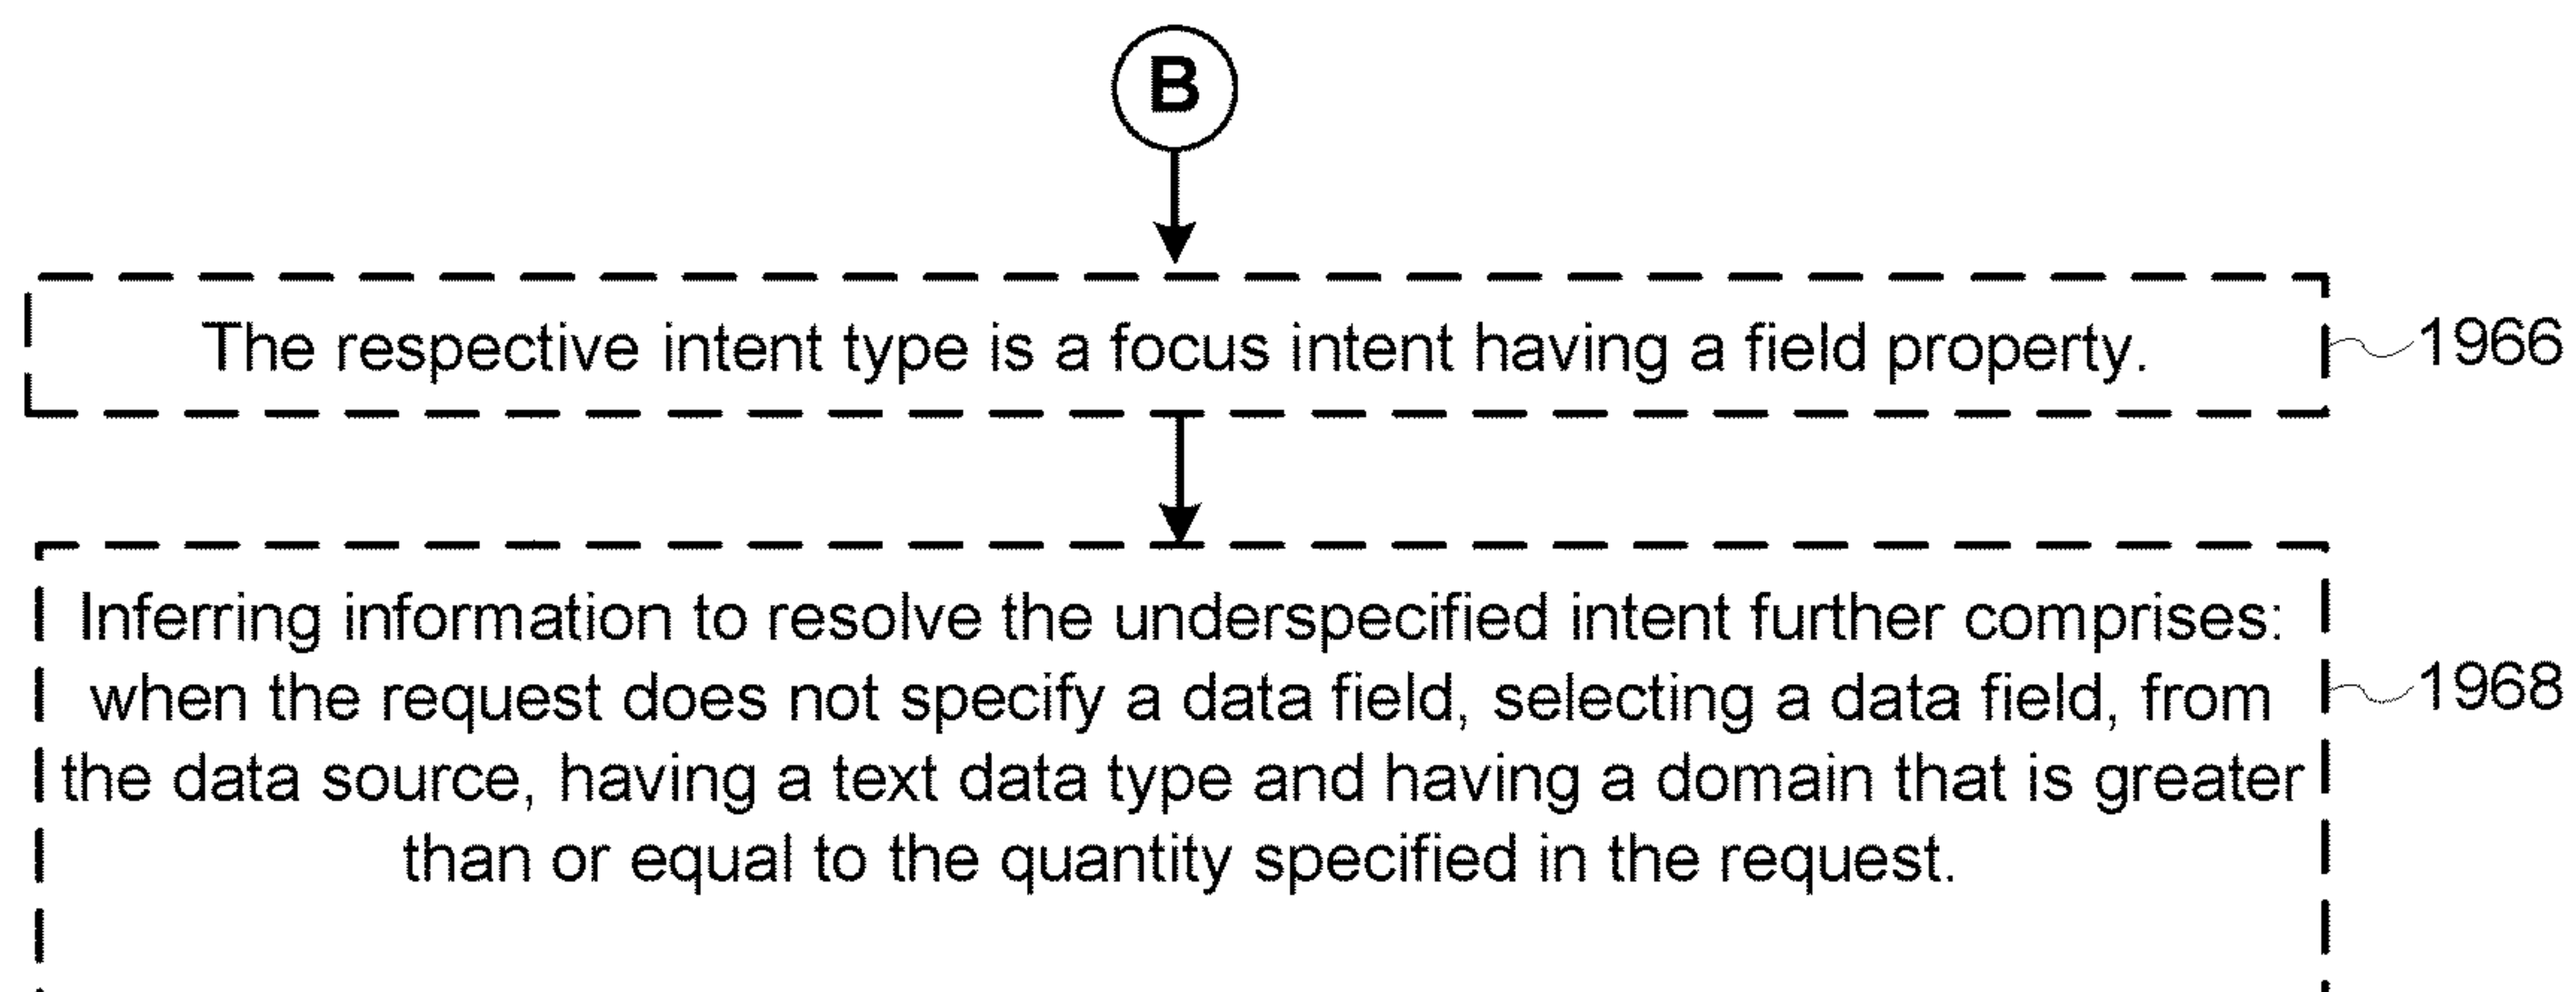 B
The respective intent type is a focus intent having a field property.
1966
Inferring information to resolve the underspecified intent further comprises:
when the request does not specify a data field, selecting a data field, from
1968
the data source, having a text data type and having a domain that is greater
than or equal to the quantity specified in the request.